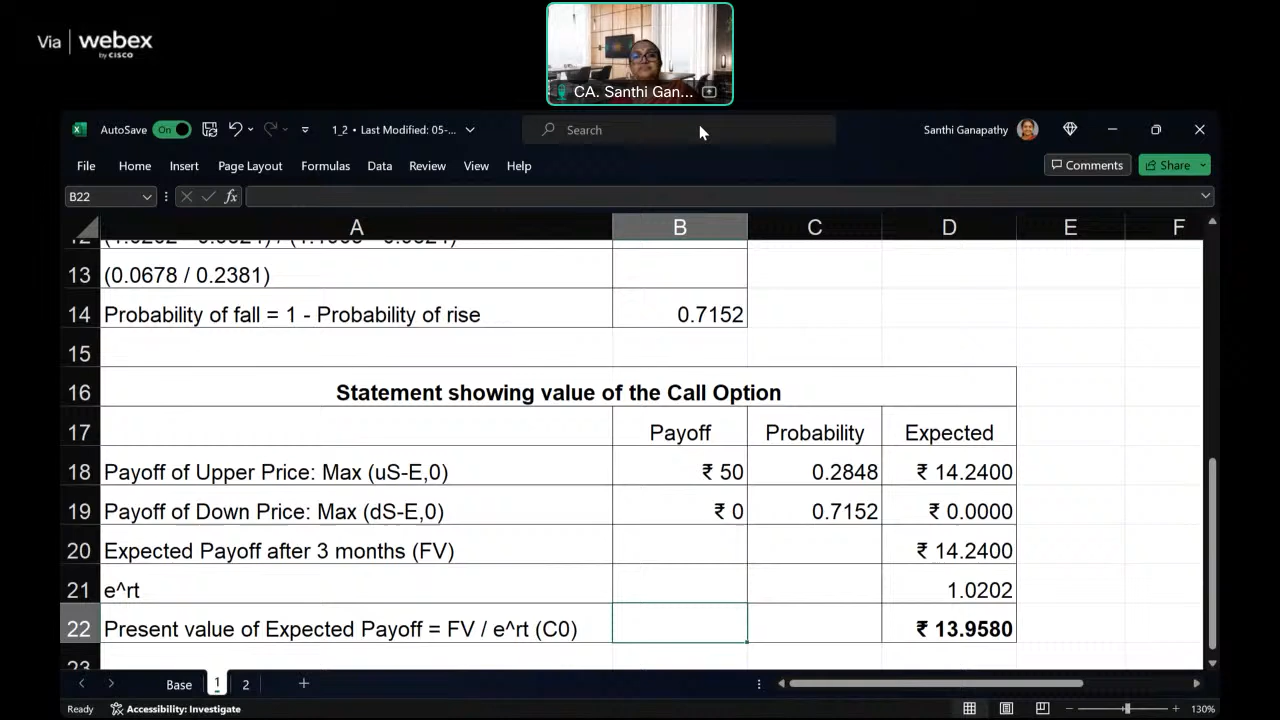 Via | webex
by CISCO
CA. Santhi Gan...
AutoSave On 1_2 • Last Modified: 05-... Search Santhi Ganapathy
File Home Insert Page Layout Formulas Data Review View Help Comments Share
B22 fx
A B C D E F
12
13 (0.0678 / 0.2381)
14 Probability of fall = 1 - Probability of rise 0.7152
15
16 Statement showing value of the Call Option
17 Payoff Probability Expected
18 Payoff of Upper Price: Max (uS-E,0) ₹ 50 0.2848 ₹ 14.2400
19 Payoff of Down Price: Max (dS-E,0) ₹ 0 0.7152 ₹ 0.0000
20 Expected Payoff after 3 months (FV) ₹ 14.2400
21 e^rt 1.0202
22 Present value of Expected Payoff = FV / e^rt (C0) ₹ 13.9580
23
Base 1 2
Ready Accessibility: Investigate 130%